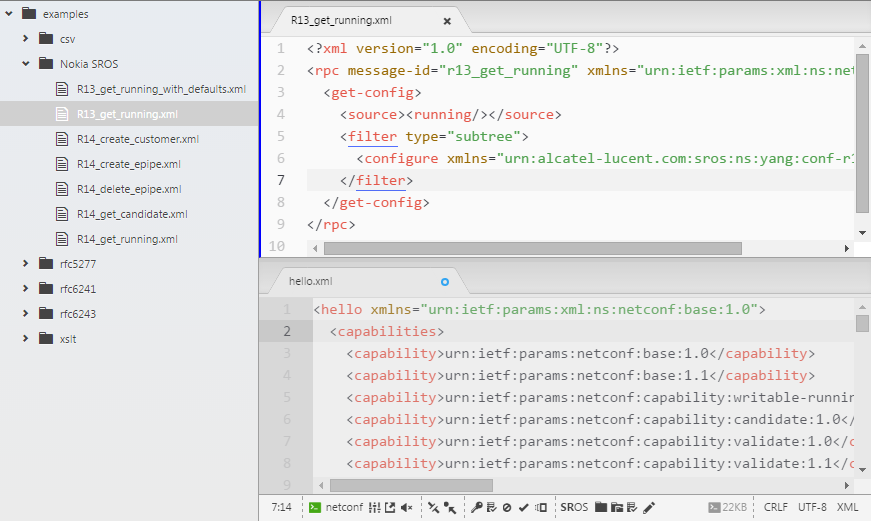 examples
csv
Nokia SROS
R13_get_running_with_defaults.xml
R13_get_running.xml
R14_create_customer.xml
R14_create_epipe.xml
R14_delete_epipe.xml
R14_get_candidate.xml
R14_get_running.xml
rfc5277
rfc6241
rfc6243
xslt
R13_get_running.xml
1 <?xml version="1.0" encoding="UTF-8"?>
2 <rpc message-id="r13_get_running" xmlns="urn:ietf:params:xml:ns:net
3 <get-config>
4 <source><running/></source>
5 <filter type="subtree">
6 <configure xmlns="urn:alcatel-lucent.com:sros:ns:yang:conf-r1
7 </filter>
8 </get-config>
9 </rpc>
10
hello.xml
1 <hello xmlns="urn:ietf:params:xml:ns:netconf:base:1.0">
2 <capabilities>
3 <capability>urn:ietf:params:netconf:base:1.0</capability>
4 <capability>urn:ietf:params:netconf:base:1.1</capability>
5 <capability>urn:ietf:params:netconf:capability:writable-runnin
6 <capability>urn:ietf:params:netconf:capability:candidate:1.0</
7 <capability>urn:ietf:params:netconf:capability:validate:1.0</c
8 <capability>urn:ietf:params:netconf:capability:validate:1.1</c
9
7:14 netconf SROS 22KB CRLF UTF-8 XML